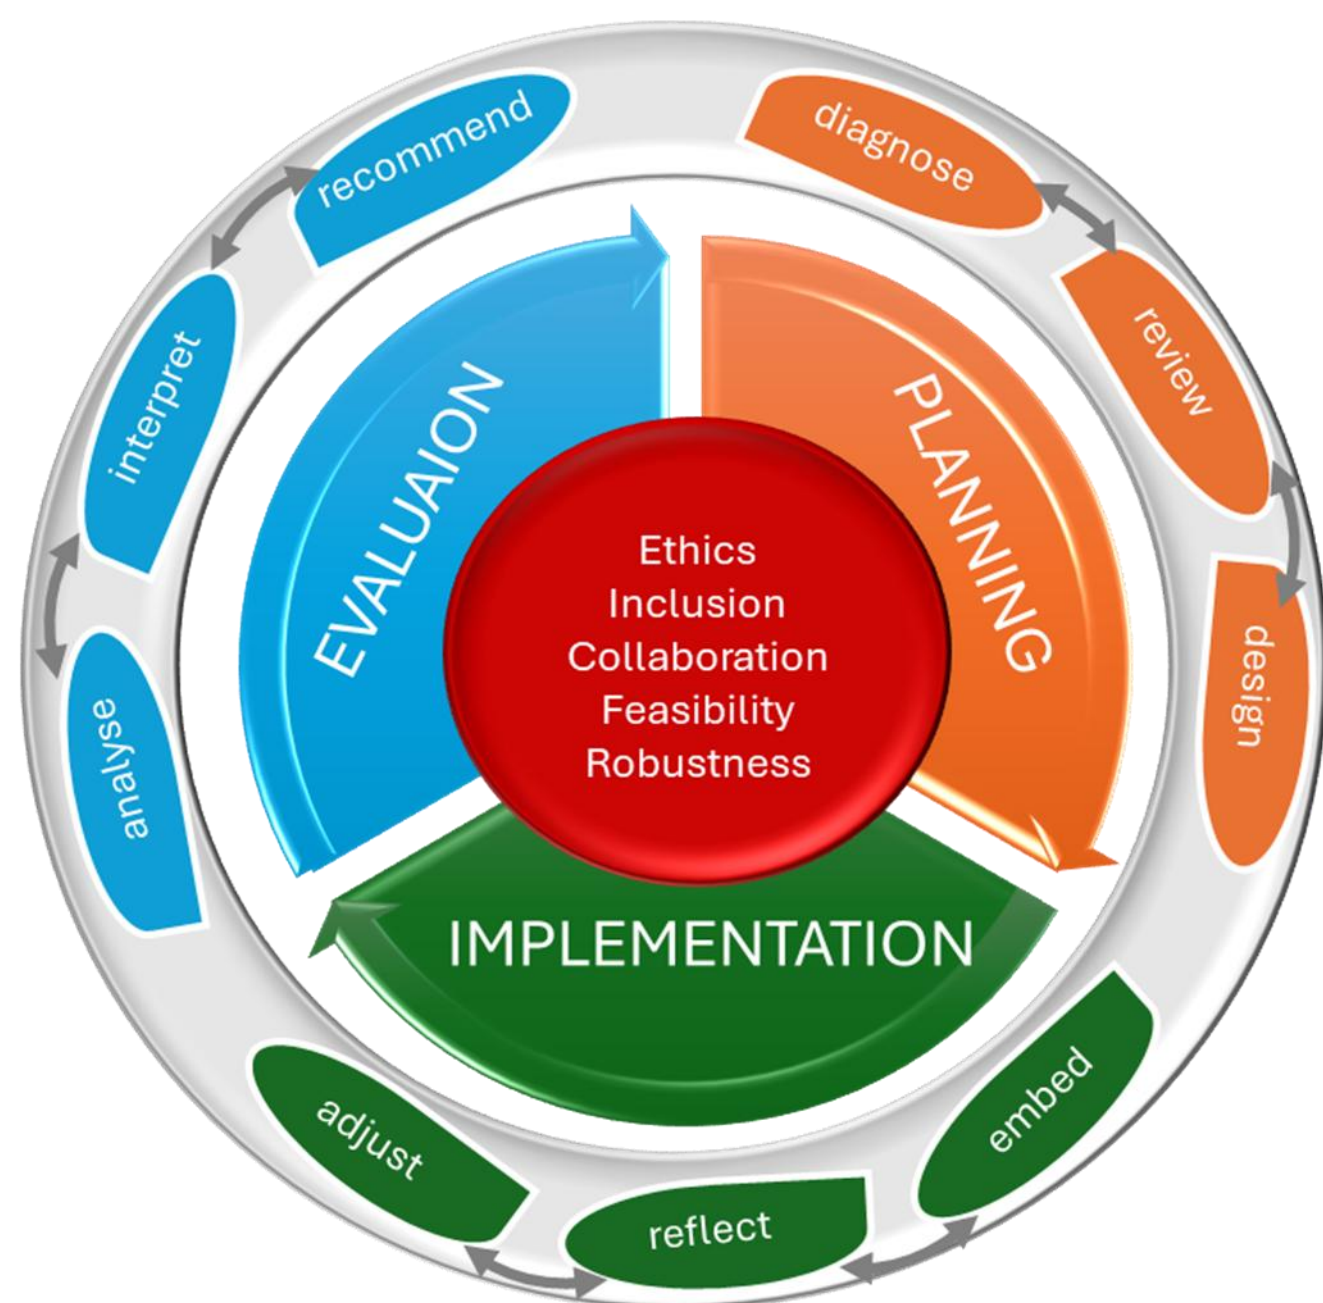 recommend
diagnose
interpret
review
EVALUAION
PLANNING
Ethics
Inclusion
Collaboration
Feasibility
Robustness
analyse
design
IMPLEMENTATION
adjust
reflect
embed